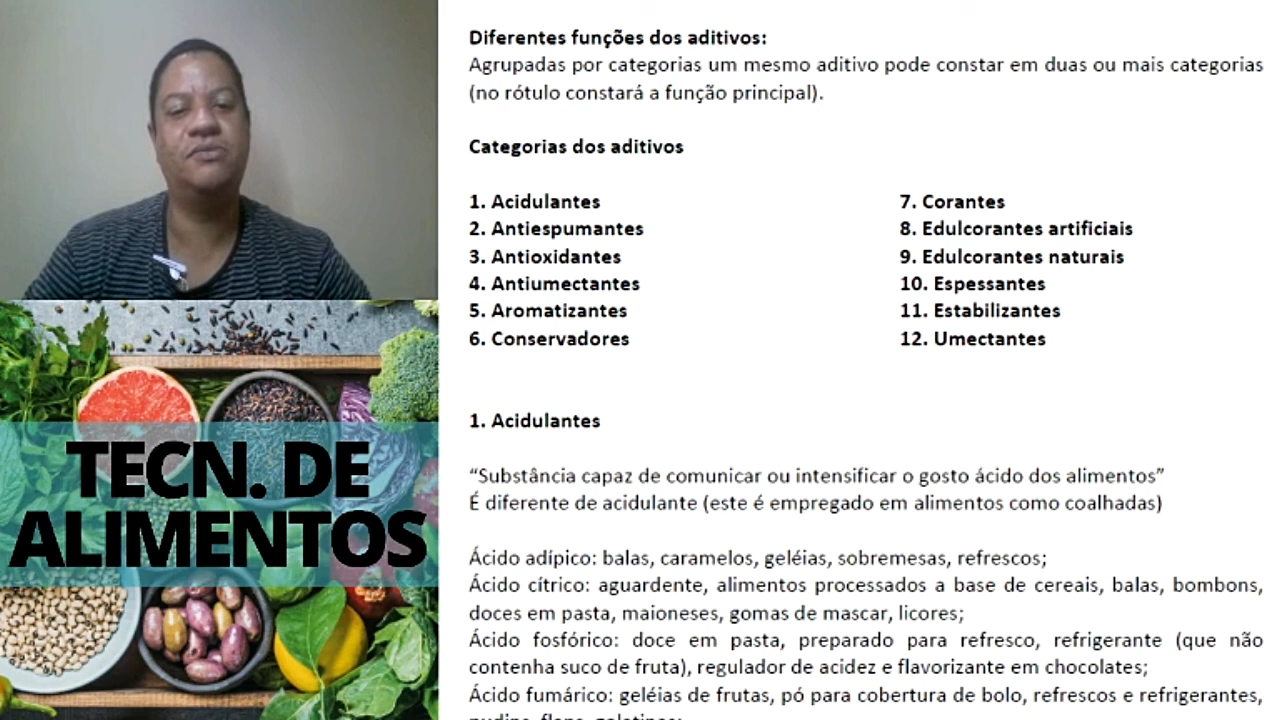 Diferentes funções dos aditivos:
Agrupadas por categorias um mesmo aditivo pode constar em duas ou mais categorias
(no rótulo constará a função principal).
Categorias dos aditivos
1. Acidulantes
2. Antiespumantes
3. Antioxidantes
4. Antiumectantes
5. Aromatizantes
6. Conservadores
7. Corantes
8. Edulcorantes artificiais
9. Edulcorantes naturais
10. Espessantes
11. Estabilizantes
12. Umectantes
1. Acidulantes
“Substância capaz de comunicar ou intensificar o gosto ácido dos alimentos”
É diferente de acidulante (este é empregado em alimentos como coalhadas)
Ácido adípico: balas, caramelos, geléias, sobremesas, refrescos;
Ácido cítrico: aguardente, alimentos processados a base de cereais, balas, bombons,
doces em pasta, maioneses, gomas de mascar, licores;
Ácido fosfórico: doce em pasta, preparado para refresco, refrigerante (que não
contenha suco de fruta), regulador de acidez e flavorizante em chocolates;
Ácido fumárico: geléias de frutas, pó para cobertura de bolo, refrescos e refrigerantes,
TECN. DE
ALIMENTOS